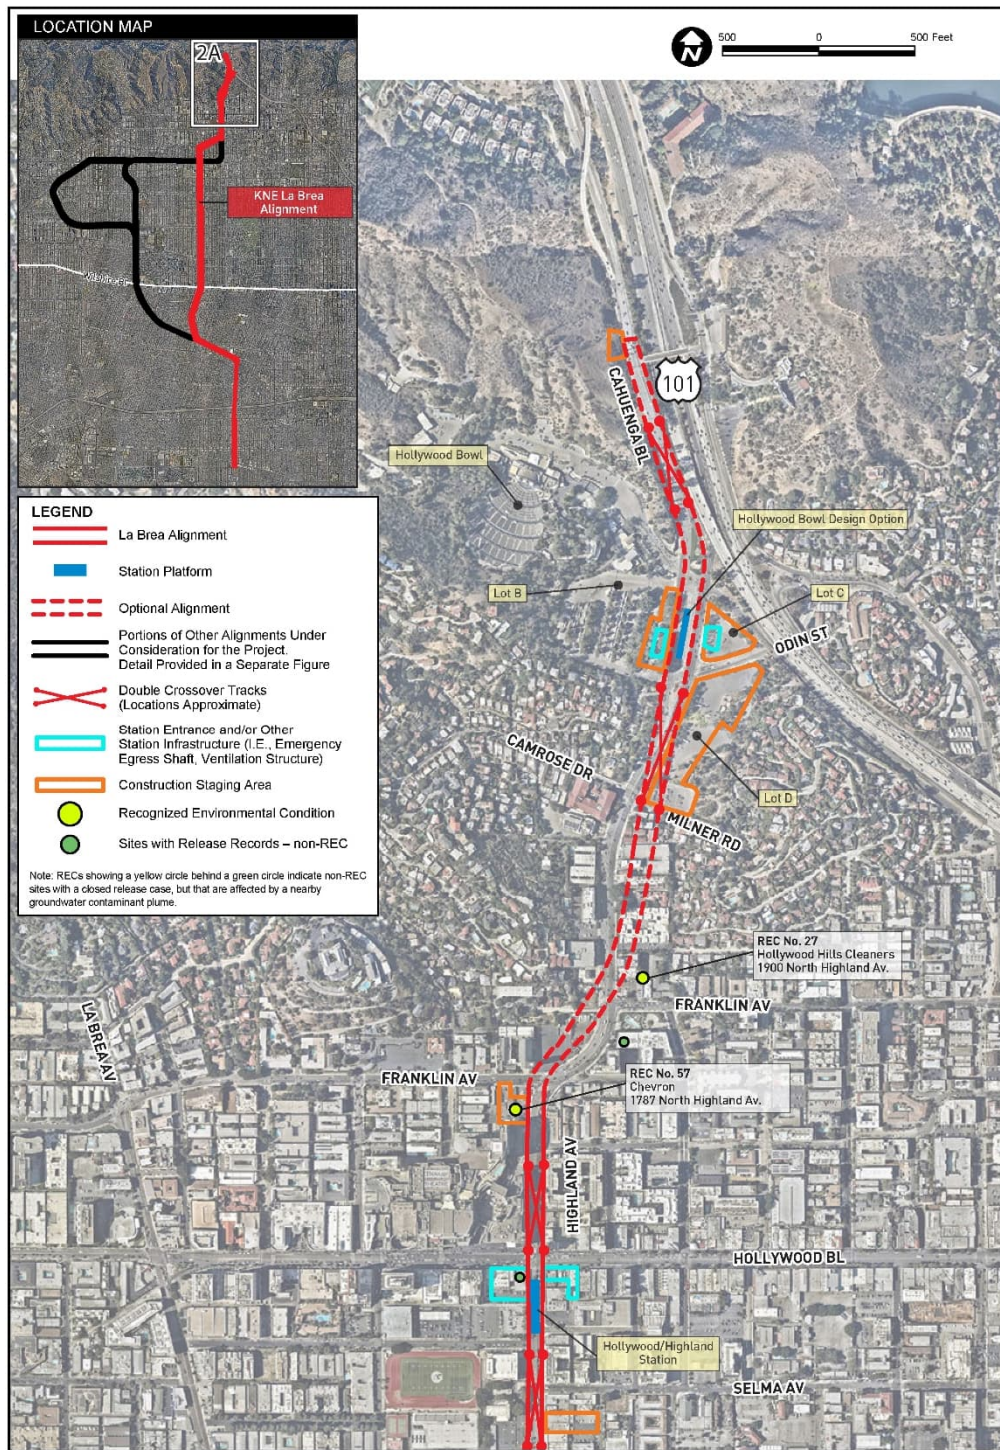 LOCATION MAP
2A
KNE La Brea
Alignment
Wilshire Bl
N
500
0
500 Feet
LEGEND
La Brea Alignment
Station Platform
Optional Alignment
Portions of Other Alignments Under
Consideration for the Project.
Detail Provided in a Separate Figure
Double Crossover Tracks
(Locations Approximate)
Station Entrance and/or Other
Station Infrastructure (I.E., Emergency
Egress Shaft, Ventilation Structure)
Construction Staging Area
Recognized Environmental Condition
Sites with Release Records – non-REC
Note: RECs showing a yellow circle behind a green circle indicate non-REC
sites with a closed release case, but that are affected by a nearby
groundwater contaminant plume.
101
CAHUENGA BL
Hollywood Bowl
Hollywood Bowl Design Option
Lot B
Lot C
ODIN ST
CAMROSE DR
Lot D
MILNER RD
REC No. 27
Hollywood Hills Cleaners
1900 North Highland Av.
FRANKLIN AV
LA BREA AV
FRANKLIN AV
REC No. 57
Chevron
1787 North Highland Av.
HIGHLAND AV
HOLLYWOOD BL
Hollywood/Highland
Station
SELMA AV